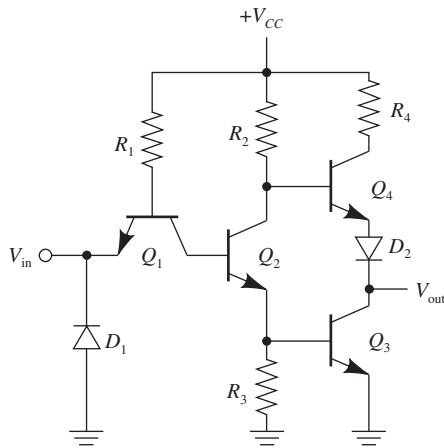 +V_CC
R_1
R_2
R_4
Q_4
V_in
Q_1
Q_2
D_2
V_out
D_1
Q_3
R_3